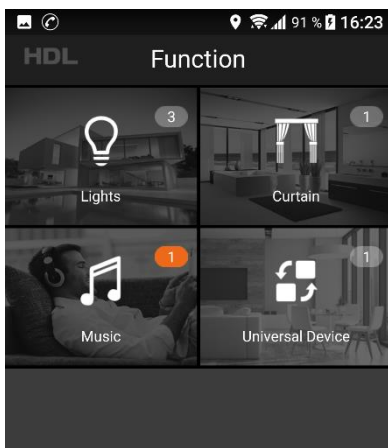 91 % 16:23
HDL
Function
3
1
Lights
Curtain
1
1
Music
Universal Device